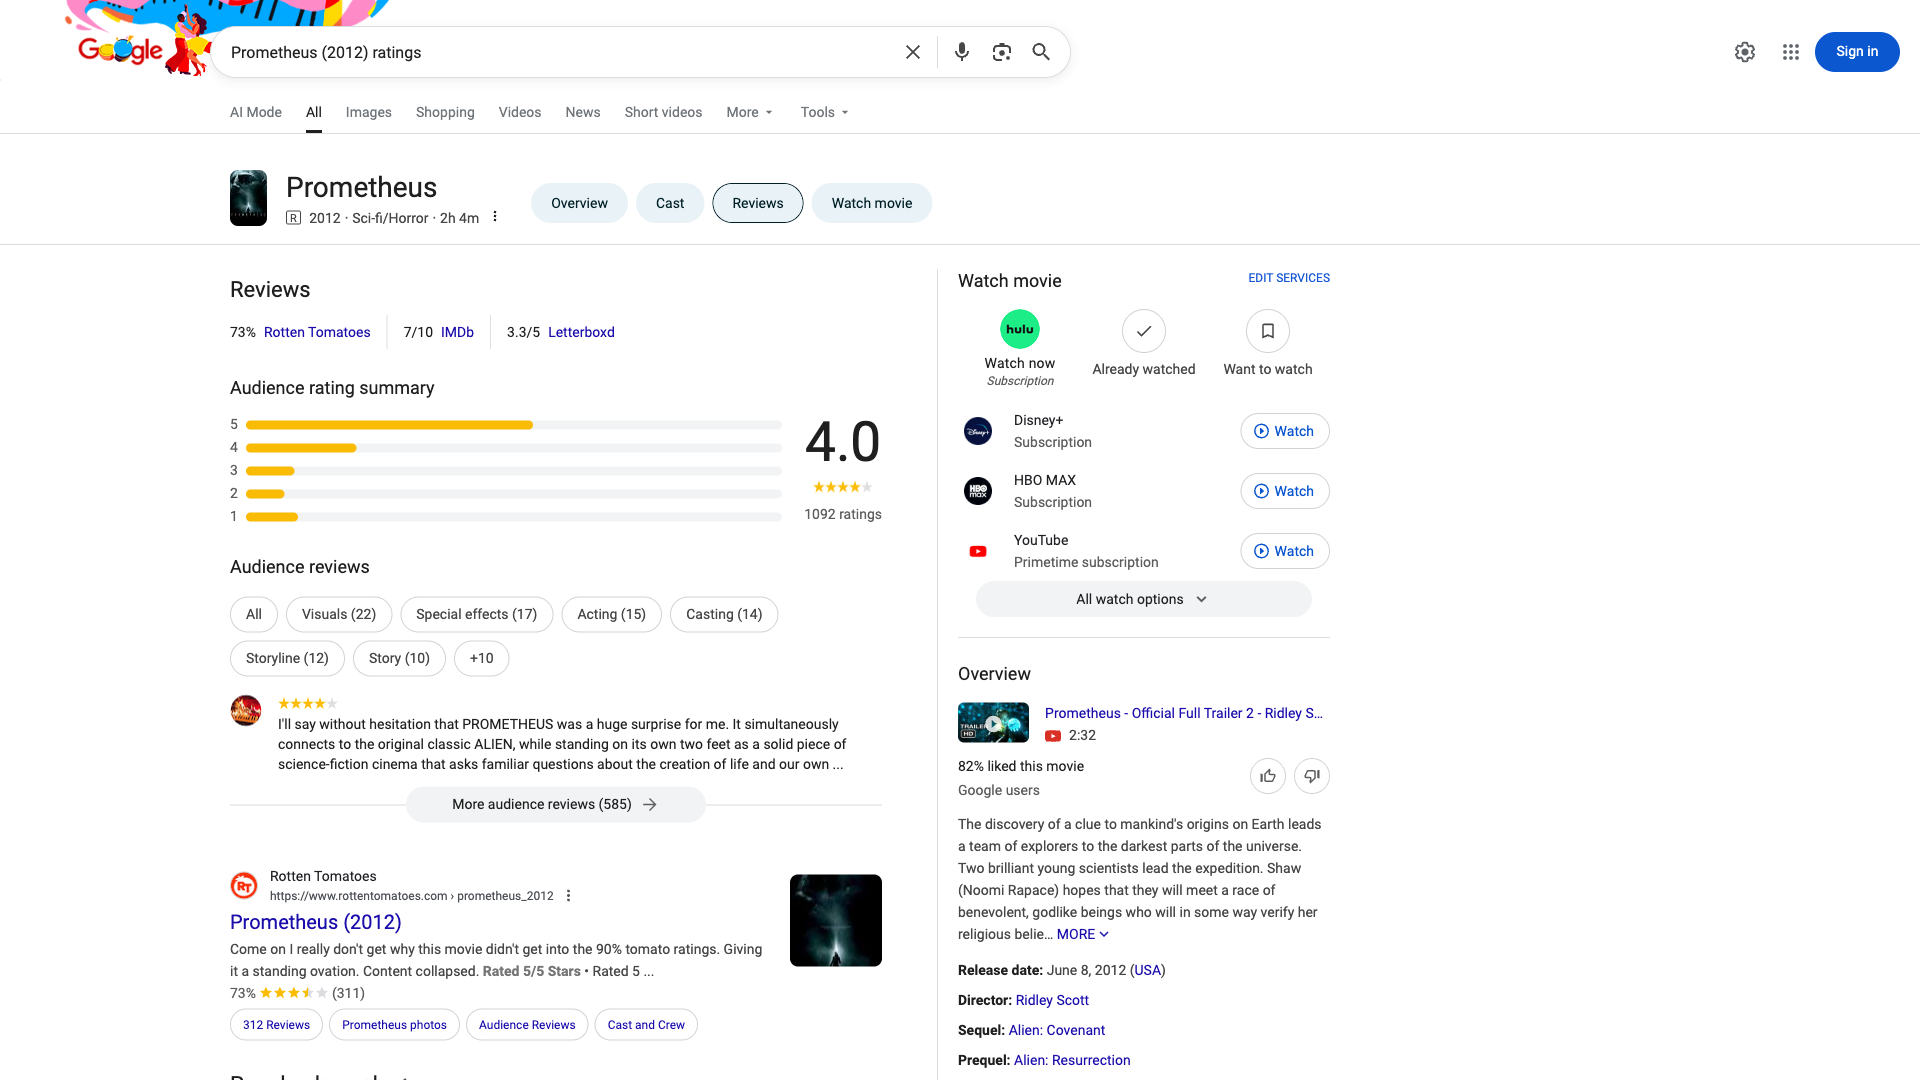 Google
Prometheus (2012) ratings
Sign in
AI Mode
All
Images
Shopping
Videos
News
Short videos
More
Tools
Prometheus
R 2012 · Sci-fi/Horror · 2h 4m
Overview
Cast
Reviews
Watch movie
Reviews
73% Rotten Tomatoes
7/10 IMDb
3.3/5 Letterboxd
Audience rating summary
5
4
3
2
1
4.0
1092 ratings
Audience reviews
All
Visuals (22)
Special effects (17)
Acting (15)
Casting (14)
Storyline (12)
Story (10)
+10
I'll say without hesitation that PROMETHEUS was a huge surprise for me. It simultaneously
connects to the original classic ALIEN, while standing on its own two feet as a solid piece of
science-fiction cinema that asks familiar questions about the creation of life and our own ...
More audience reviews (585)
RT
Rotten Tomatoes
https://www.rottentomatoes.com › prometheus_2012
Prometheus (2012)
Come on I really don't get why this movie didn't get into the 90% tomato ratings. Giving
it a standing ovation. Content collapsed. Rated 5/5 Stars • Rated 5 ...
73% (311)
312 Reviews
Prometheus photos
Audience Reviews
Cast and Crew
Watch movie
EDIT SERVICES
hulu
Watch now
Subscription
Already watched
Want to watch
Disney+
Disney+
Subscription
Watch
HBO
max
HBO MAX
Subscription
Watch
YouTube
Primetime subscription
Watch
All watch options
Overview
TRAILER
HD
Prometheus - Official Full Trailer 2 - Ridley S...
2:32
82% liked this movie
Google users
The discovery of a clue to mankind's origins on Earth leads
a team of explorers to the darkest parts of the universe.
Two brilliant young scientists lead the expedition. Shaw
(Noomi Rapace) hopes that they will meet a race of
benevolent, godlike beings who will in some way verify her
religious belie... MORE
Release date: June 8, 2012 (USA)
Director: Ridley Scott
Sequel: Alien: Covenant
Prequel: Alien: Resurrection